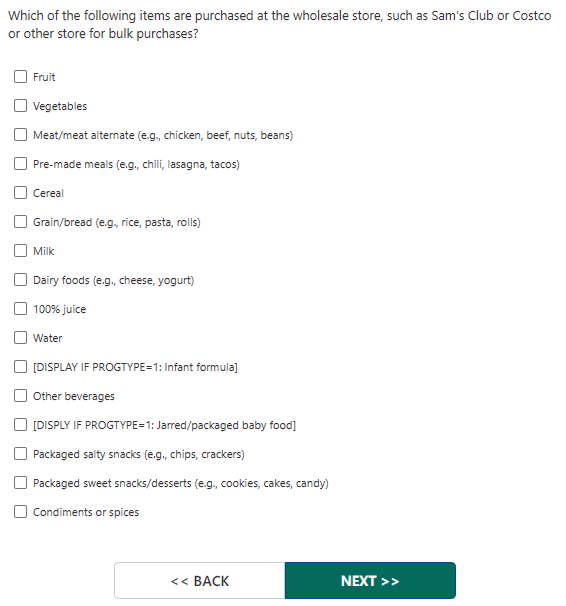 Which of the following items are purchased at the wholesale store, such as Sam's Club or Costco
or other store for bulk purchases?
Fruit
Vegetables
Meat/meat alternate (e.g., chicken, beef, nuts, beans)
Pre-made meals (e.g., chili, lasagna, tacos)
Cereal
Grain/bread (e.g., rice, pasta, rolls)
Milk
Dairy foods (e.g., cheese, yogurt)
100% juice
Water
[DISPLAY IF PROGTYPE=1: Infant formula]
Other beverages
[DISPLY IF PROGTYPE=1: Jarred/packaged baby food]
Packaged salty snacks (e.g., chips, crackers)
Packaged sweet snacks/desserts (e.g., cookies, cakes, candy)
Condiments or spices
<< BACK
NEXT >>